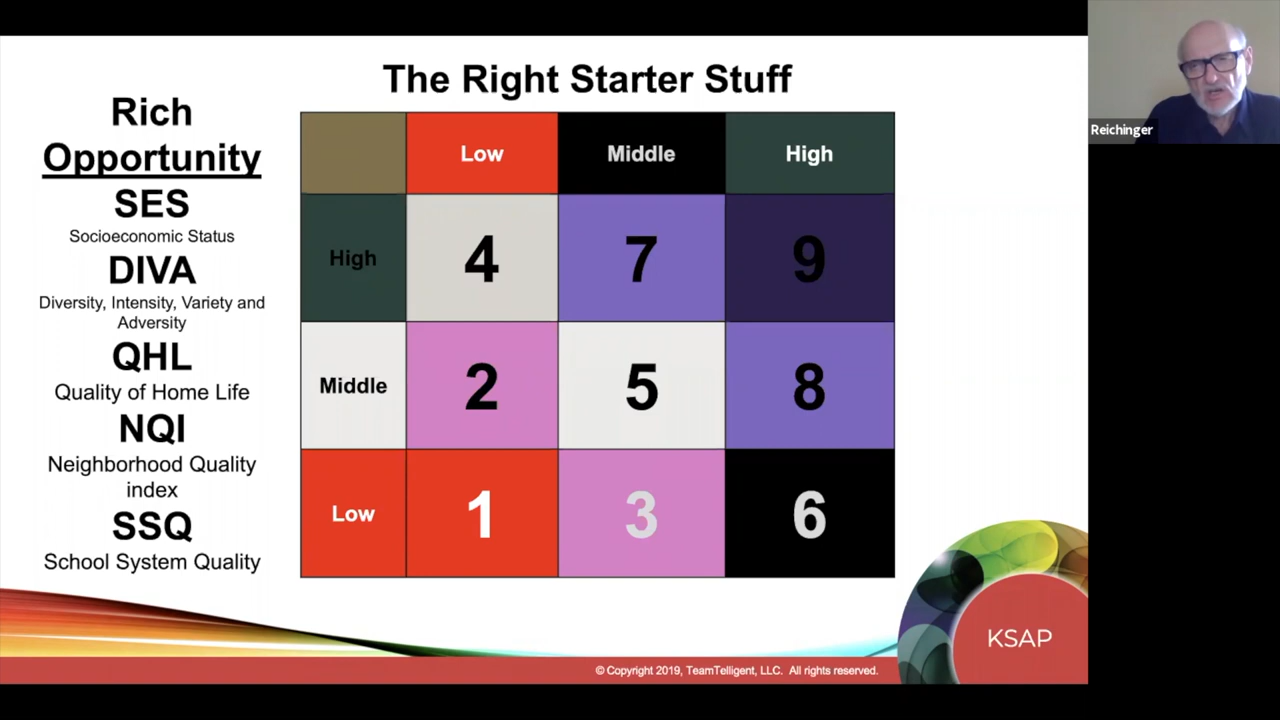 The Right Starter Stuff
Rich
Opportunity
SES
Socioeconomic Status
DIVA
Diversity, Intensity, Variety and
Adversity
QHL
Quality of Home Life
NQI
Neighborhood Quality
index
SSQ
School System Quality
Low Middle High
High 4 7 9
Middle 2 5 8
Low 1 3 6
KSAP
© Copyright 2019, TeamTelligent, LLC. All rights reserved.
Reichinger